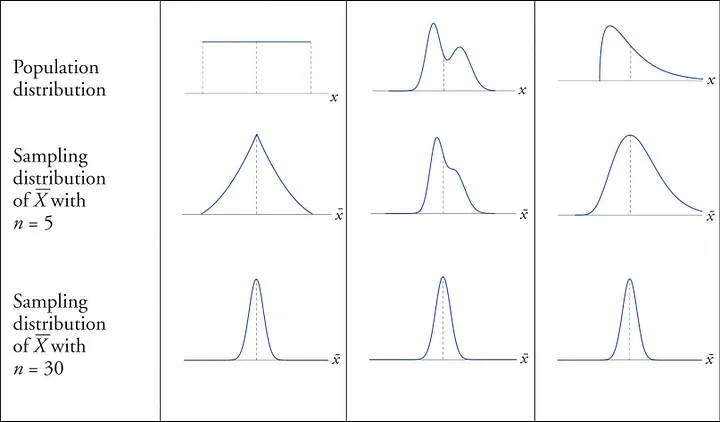 Population
distribution
x
x
x
Sampling
distribution
of X̅ with
n = 5
x̄
x̄
x̄
Sampling
distribution
of X̅ with
n = 30
x̄
x̄
x̄